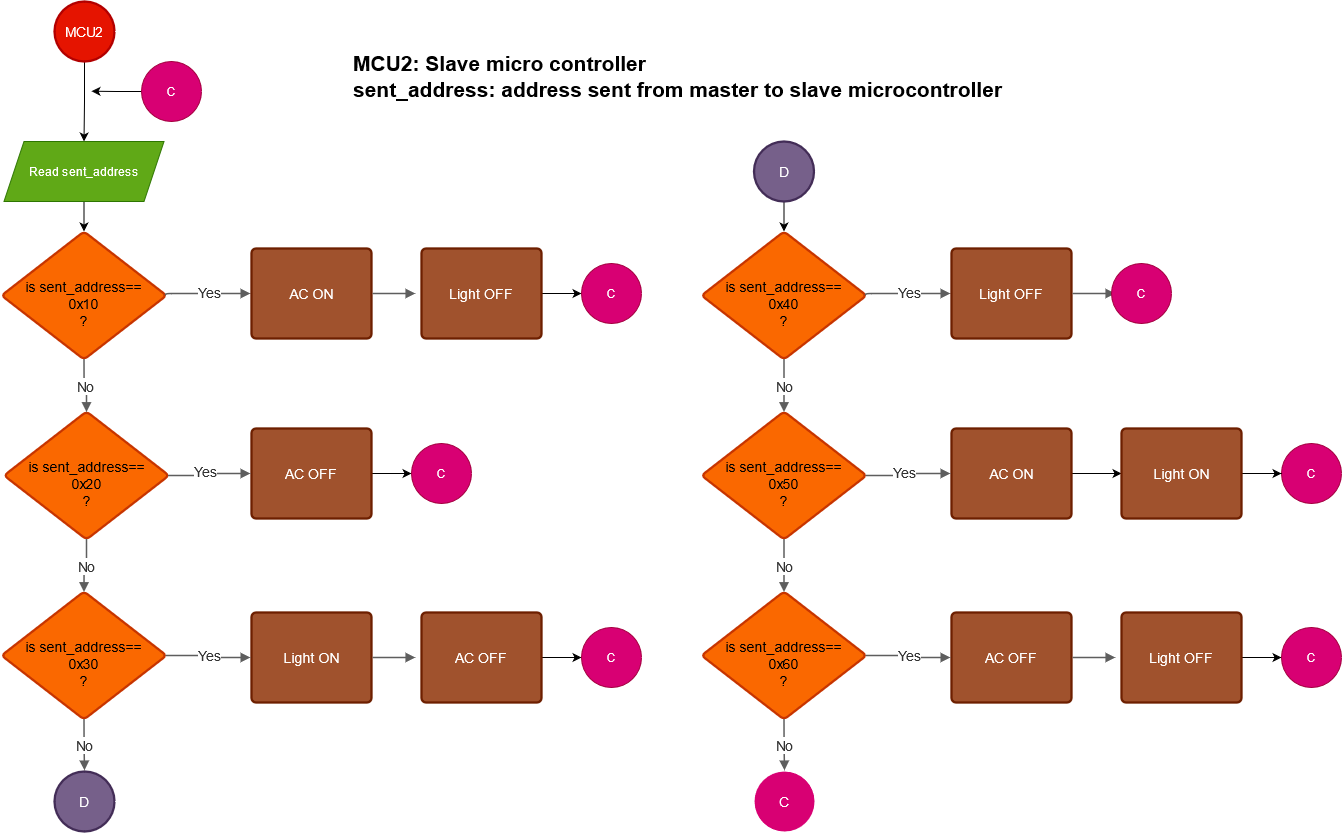 MCU2
C
MCU2: Slave micro controller
sent_address: address sent from master to slave microcontroller
Read sent_address
is sent_address==
0x10
?
Yes
AC ON
Light OFF
C
No
is sent_address==
0x20
?
Yes
AC OFF
C
No
is sent_address==
0x30
?
Yes
Light ON
AC OFF
C
No
D
D
is sent_address==
0x40
?
Yes
Light OFF
C
No
is sent_address==
0x50
?
Yes
AC ON
Light ON
C
No
is sent_address==
0x60
?
Yes
AC OFF
Light OFF
C
No
C